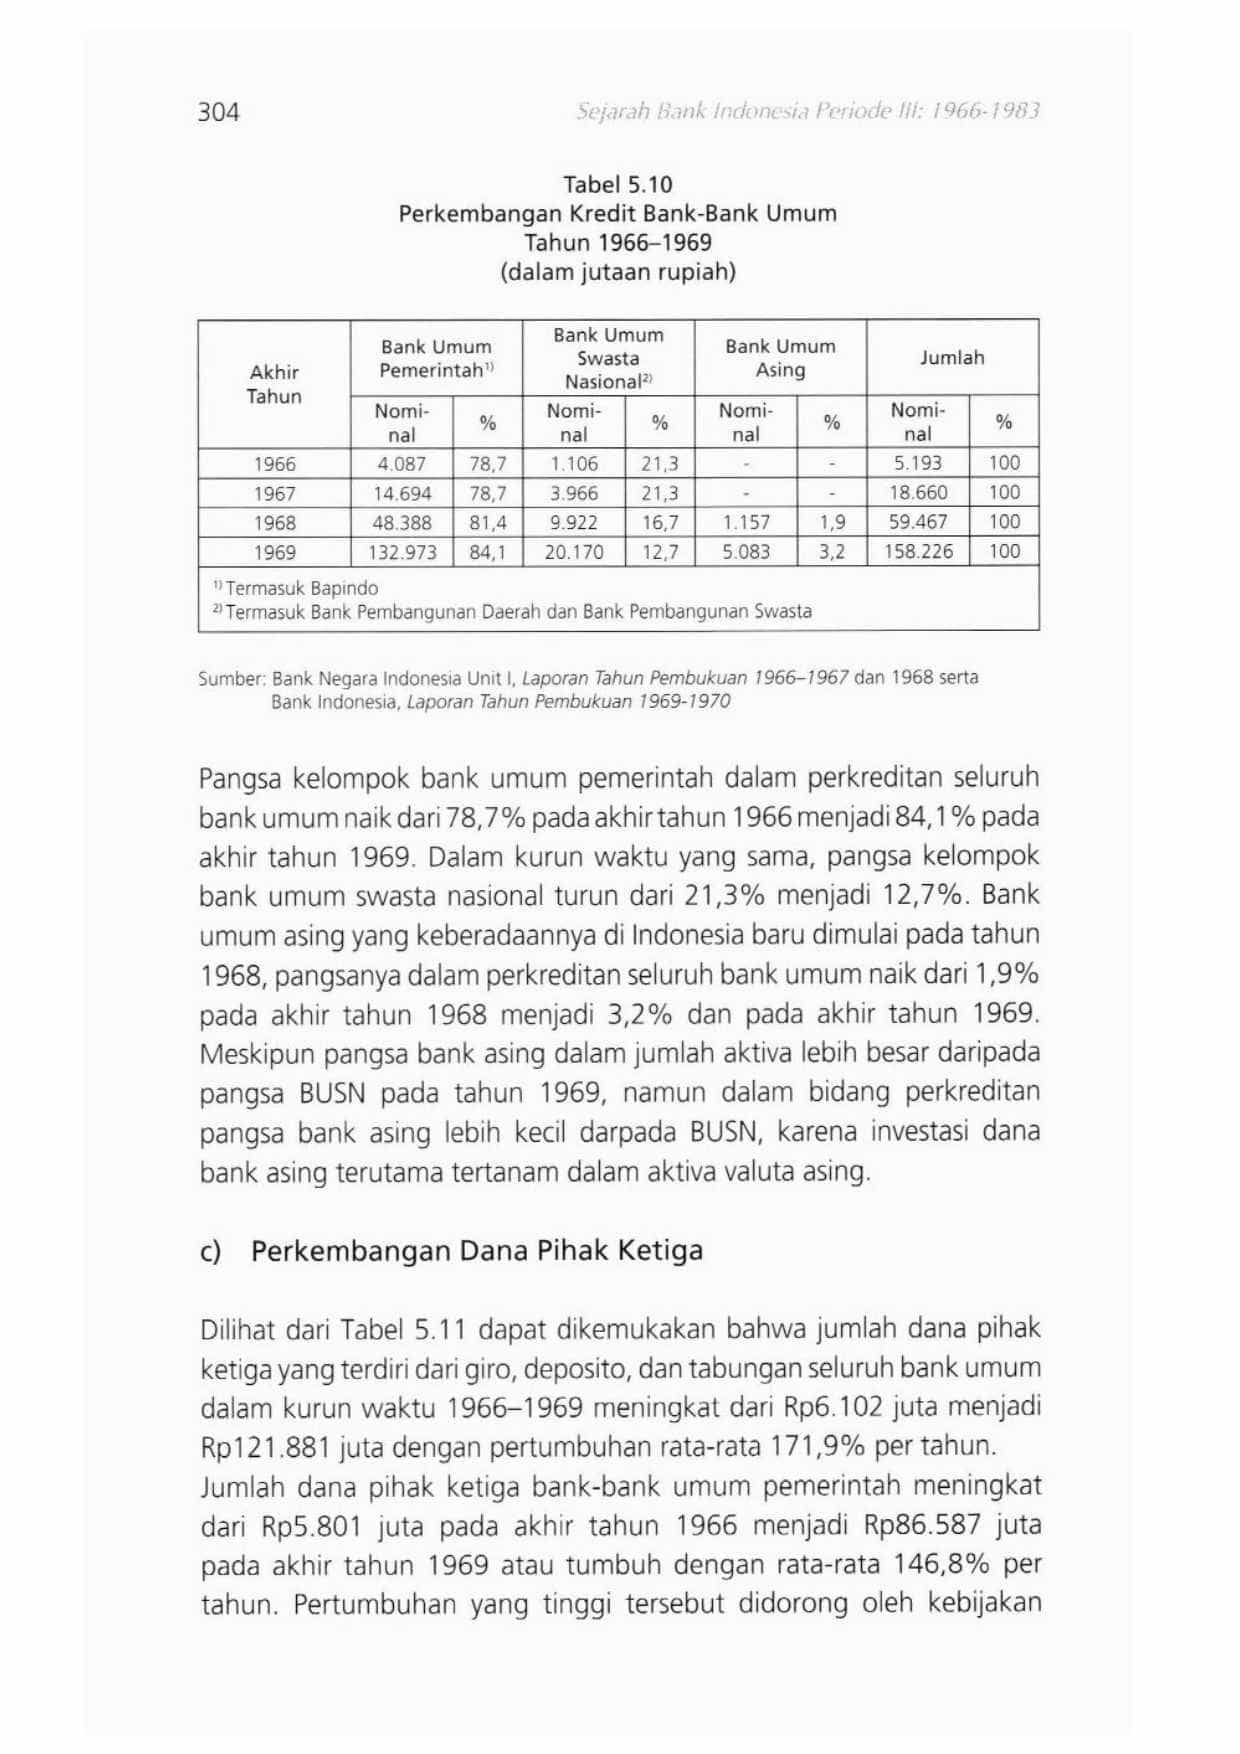 304 Sejarah Bank Indonesia Periode III: 1966-1983
Tabel 5.10
Perkembangan Kredit Bank-Bank Umum
Tahun 1966–1969
(dalam jutaan rupiah)
Akhir Tahun | Bank Umum Pemerintah¹⁾ | Bank Umum Swasta Nasional²⁾ | Bank Umum Asing | Jumlah
Nomi-nal | % | Nomi-nal | % | Nomi-nal | % | Nomi-nal | %
1966 | 4.087 | 78,7 | 1.106 | 21,3 | - | - | 5.193 | 100
1967 | 14.694 | 78,7 | 3.966 | 21,3 | - | - | 18.660 | 100
1968 | 48.388 | 81,4 | 9.922 | 16,7 | 1.157 | 1,9 | 59.467 | 100
1969 | 132.973 | 84,1 | 20.170 | 12,7 | 5.083 | 3,2 | 158.226 | 100
¹⁾ Termasuk Bapindo
²⁾ Termasuk Bank Pembangunan Daerah dan Bank Pembangunan Swasta
Sumber: Bank Negara Indonesia Unit I, Laporan Tahun Pembukuan 1966–1967 dan 1968 serta
Bank Indonesia, Laporan Tahun Pembukuan 1969-1970
Pangsa kelompok bank umum pemerintah dalam perkreditan seluruh
bank umum naik dari 78,7% pada akhir tahun 1966 menjadi 84,1% pada
akhir tahun 1969. Dalam kurun waktu yang sama, pangsa kelompok
bank umum swasta nasional turun dari 21,3% menjadi 12,7%. Bank
umum asing yang keberadaannya di Indonesia baru dimulai pada tahun
1968, pangsanya dalam perkreditan seluruh bank umum naik dari 1,9%
pada akhir tahun 1968 menjadi 3,2% dan pada akhir tahun 1969.
Meskipun pangsa bank asing dalam jumlah aktiva lebih besar daripada
pangsa BUSN pada tahun 1969, namun dalam bidang perkreditan
pangsa bank asing lebih kecil darpada BUSN, karena investasi dana
bank asing terutama tertanam dalam aktiva valuta asing.
c) Perkembangan Dana Pihak Ketiga
Dilihat dari Tabel 5.11 dapat dikemukakan bahwa jumlah dana pihak
ketiga yang terdiri dari giro, deposito, dan tabungan seluruh bank umum
dalam kurun waktu 1966–1969 meningkat dari Rp6.102 juta menjadi
Rp121.881 juta dengan pertumbuhan rata-rata 171,9% per tahun.
Jumlah dana pihak ketiga bank-bank umum pemerintah meningkat
dari Rp5.801 juta pada akhir tahun 1966 menjadi Rp86.587 juta
pada akhir tahun 1969 atau tumbuh dengan rata-rata 146,8% per
tahun. Pertumbuhan yang tinggi tersebut didorong oleh kebijakan